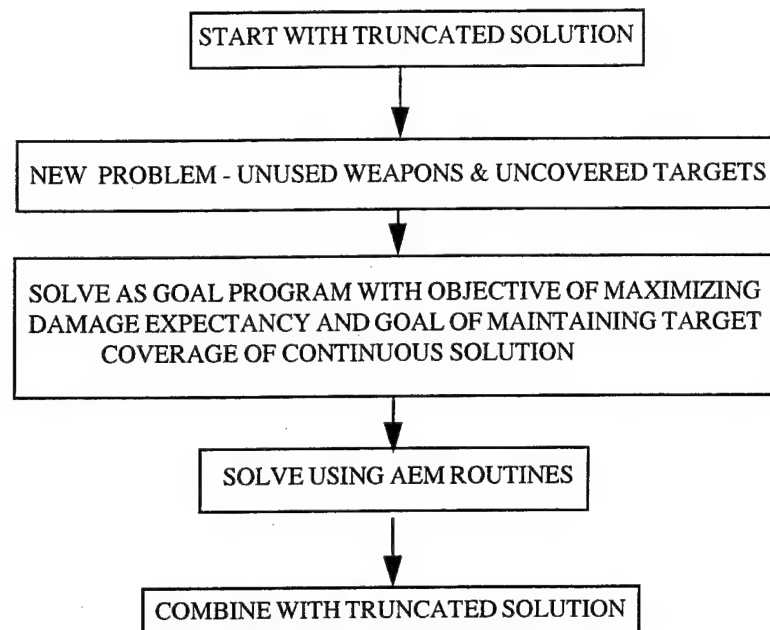 START WITH TRUNCATED SOLUTION
NEW PROBLEM - UNUSED WEAPONS & UNCOVERED TARGETS
SOLVE AS GOAL PROGRAM WITH OBJECTIVE OF MAXIMIZING
DAMAGE EXPECTANCY AND GOAL OF MAINTAINING TARGET
COVERAGE OF CONTINUOUS SOLUTION
SOLVE USING AEM ROUTINES
COMBINE WITH TRUNCATED SOLUTION